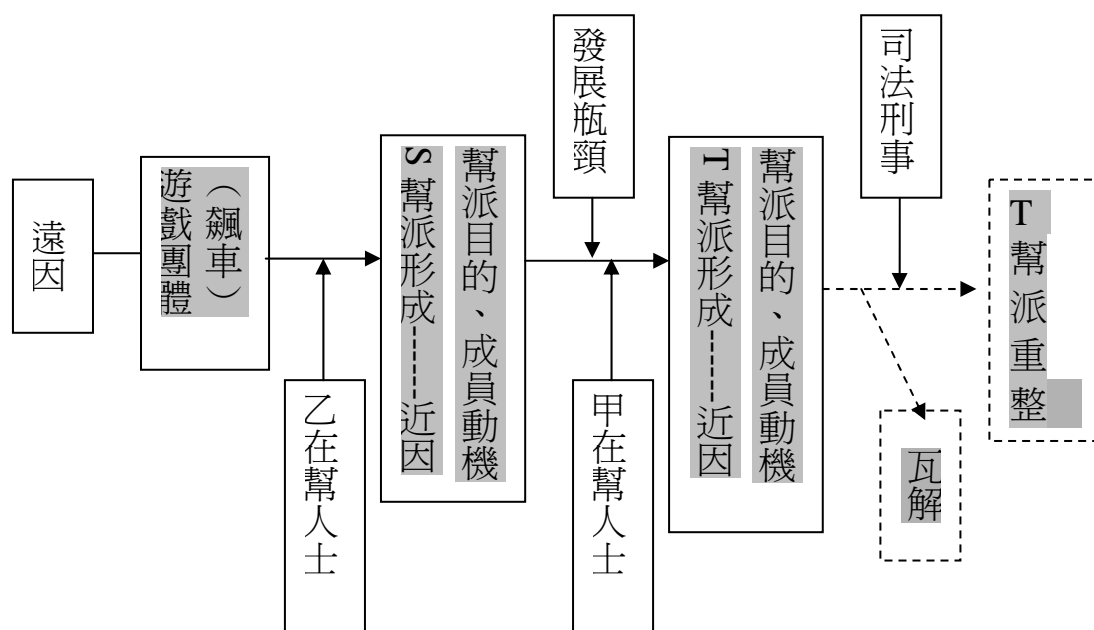 遠因
（飆車）
游戲團體
乙在幫人士
幫派目的、成員動機
S幫派形成------近因
發展瓶頸
甲在幫人士
幫派目的、成員動機
T幫派形成------近因
司法刑事
T幫派重整
瓦解